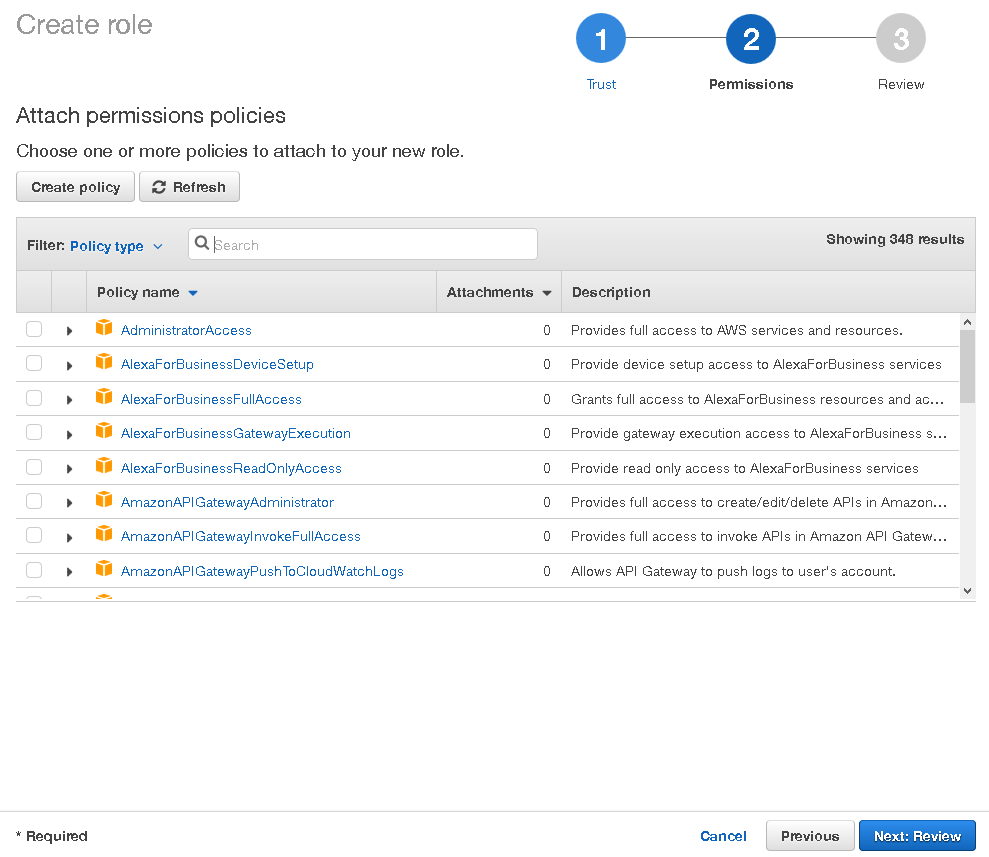 Create role
1 2 3
Trust Permissions Review
Attach permissions policies
Choose one or more policies to attach to your new role.
Create policy Refresh
Filter: Policy type Search Showing 348 results
Policy name Attachments Description
AdministratorAccess 0 Provides full access to AWS services and resources.
AlexaForBusinessDeviceSetup 0 Provide device setup access to AlexaForBusiness services
AlexaForBusinessFullAccess 0 Grants full access to AlexaForBusiness resources and ac...
AlexaForBusinessGatewayExecution 0 Provide gateway execution access to AlexaForBusiness s...
AlexaForBusinessReadOnlyAccess 0 Provide read only access to AlexaForBusiness services
AmazonAPIGatewayAdministrator 0 Provides full access to create/edit/delete APIs in Amazon...
AmazonAPIGatewayInvokeFullAccess 0 Provides full access to invoke APIs in Amazon API Gatew...
AmazonAPIGatewayPushToCloudWatchLogs 0 Allows API Gateway to push logs to user's account.
* Required Cancel Previous Next: Review